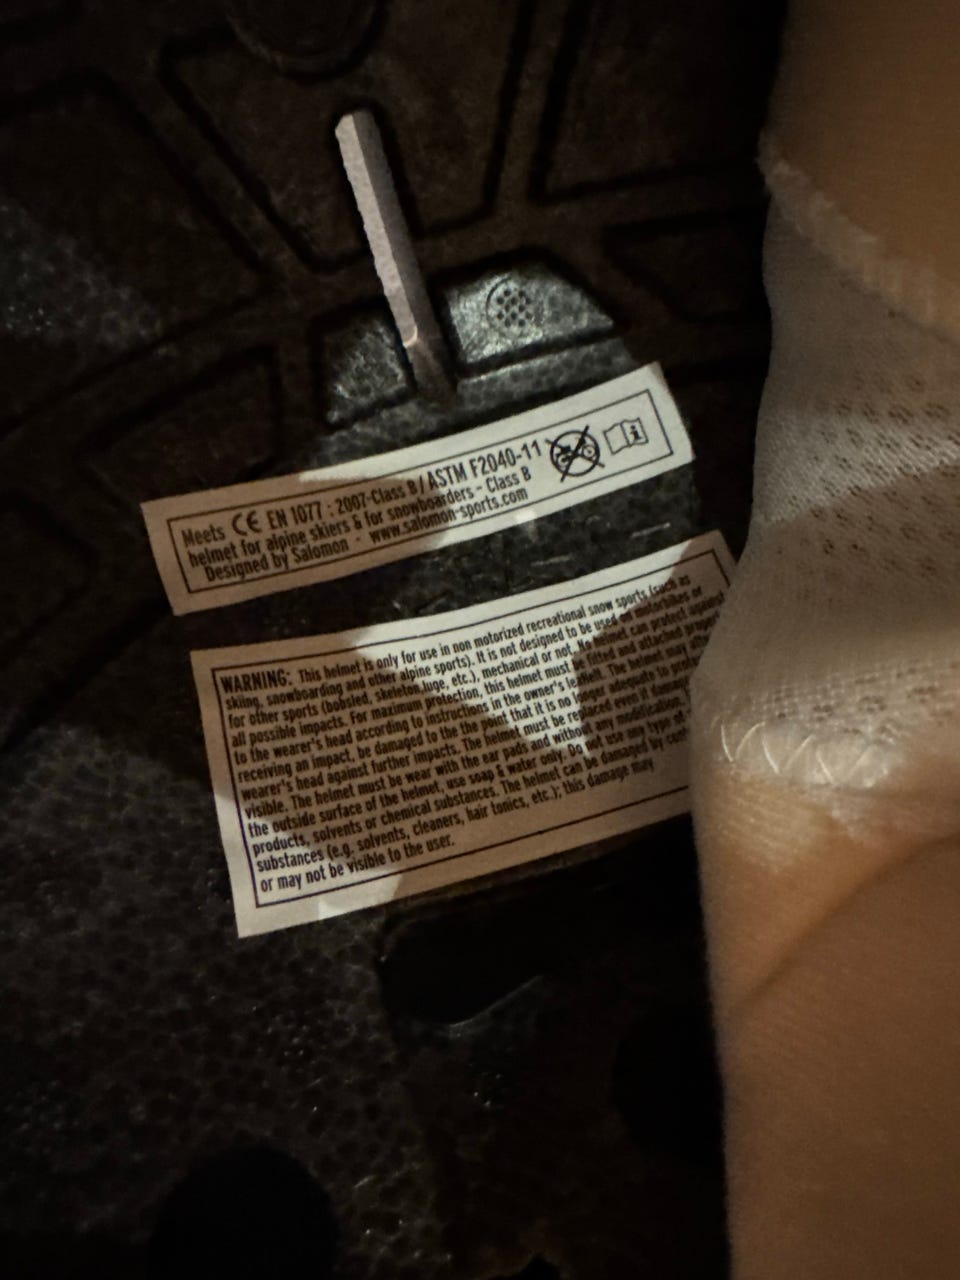 Meets CE EN 1077 : 2007-Class B / ASTM F2040-11
helmet for alpine skiers & for snowboarders - Class B
Designed by Salomon - www.salomon-sports.com
WARNING: This helmet is only for use in non motorized recreational snow sports (such as
skiing, snowboarding and other alpine sports). It is not designed to be used on motorbikes or
for other sports (bobsled, skeleton,luge, etc.), mechanical or not. No helmet can protect against
all possible impacts. For maximum protection, this helmet must be fitted and attached
to the wearer's head according to instructions in the owner's leaflet. The helmet may
receiving an impact, be damaged to the the point that it is no longer adequate to
wearer's head against further impacts. The helmet must be replaced even if
visible. The helmet must be wear with the ear pads and without any modification.
the outside surface of the helmet, use soap & water only. Do not use any type of
products, solvents or chemical substances. The helmet can be damaged by
substances (e.g. solvents, cleaners, hair tonics, etc.); this damage may
or may not be visible to the user.